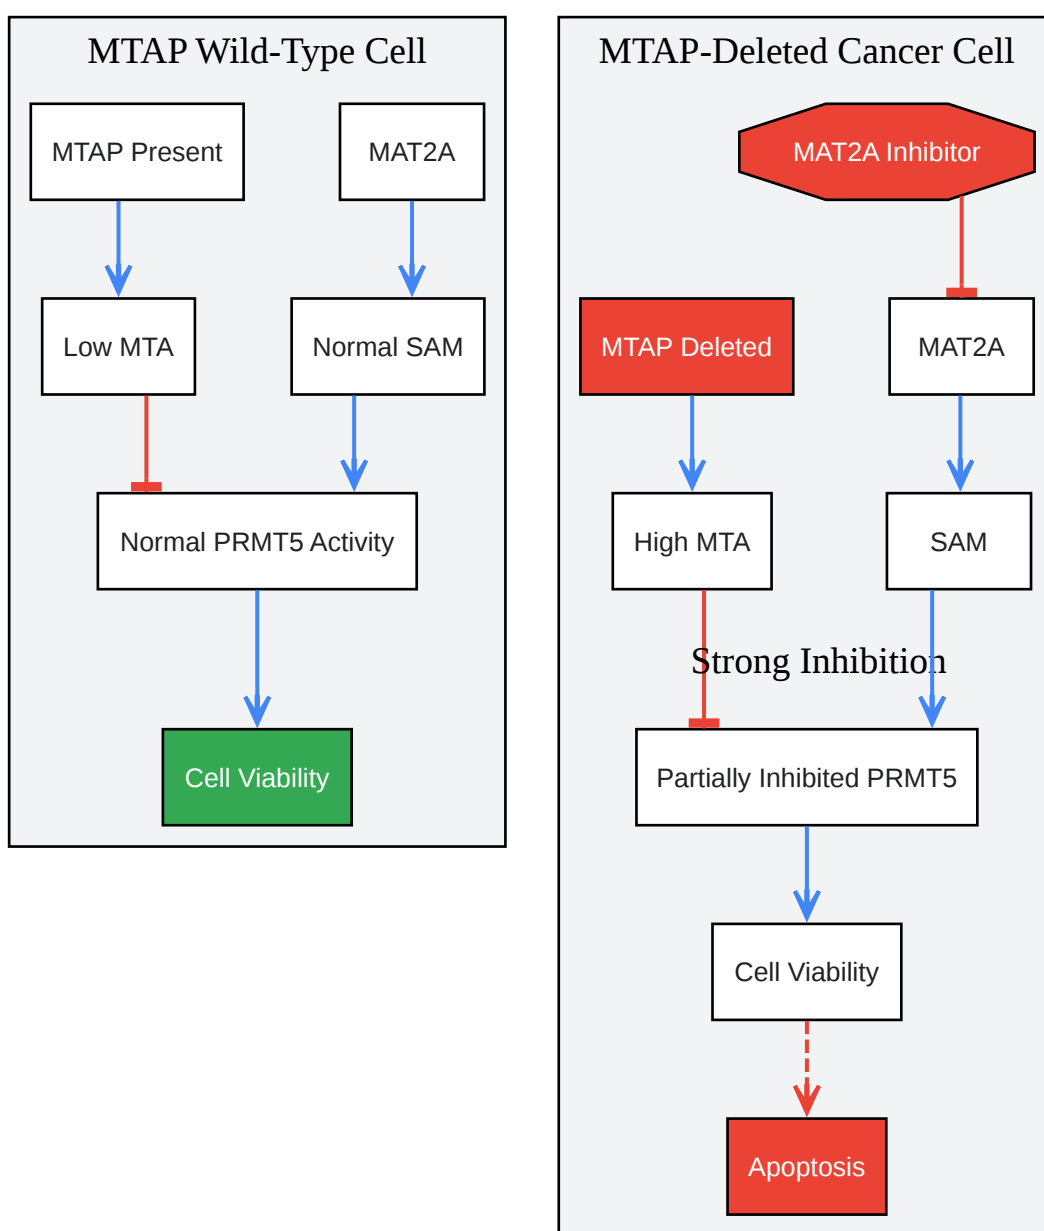 MTAP Wild-Type Cell
MTAP Present
MAT2A
Low MTA
Normal SAM
Normal PRMT5 Activity
Cell Viability
MTAP-Deleted Cancer Cell
MAT2A Inhibitor
MTAP Deleted
MAT2A
High MTA
SAM
Strong Inhibition
Partially Inhibited PRMT5
Cell Viability
Apoptosis